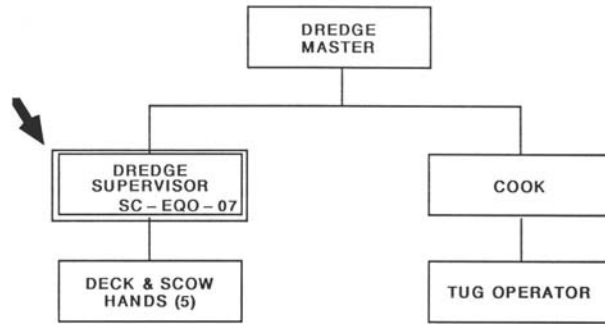 DREDGE
MASTER
DREDGE
SUPERVISOR
SC – EQO – 07
COOK
DECK & SCOW
HANDS (5)
TUG OPERATOR